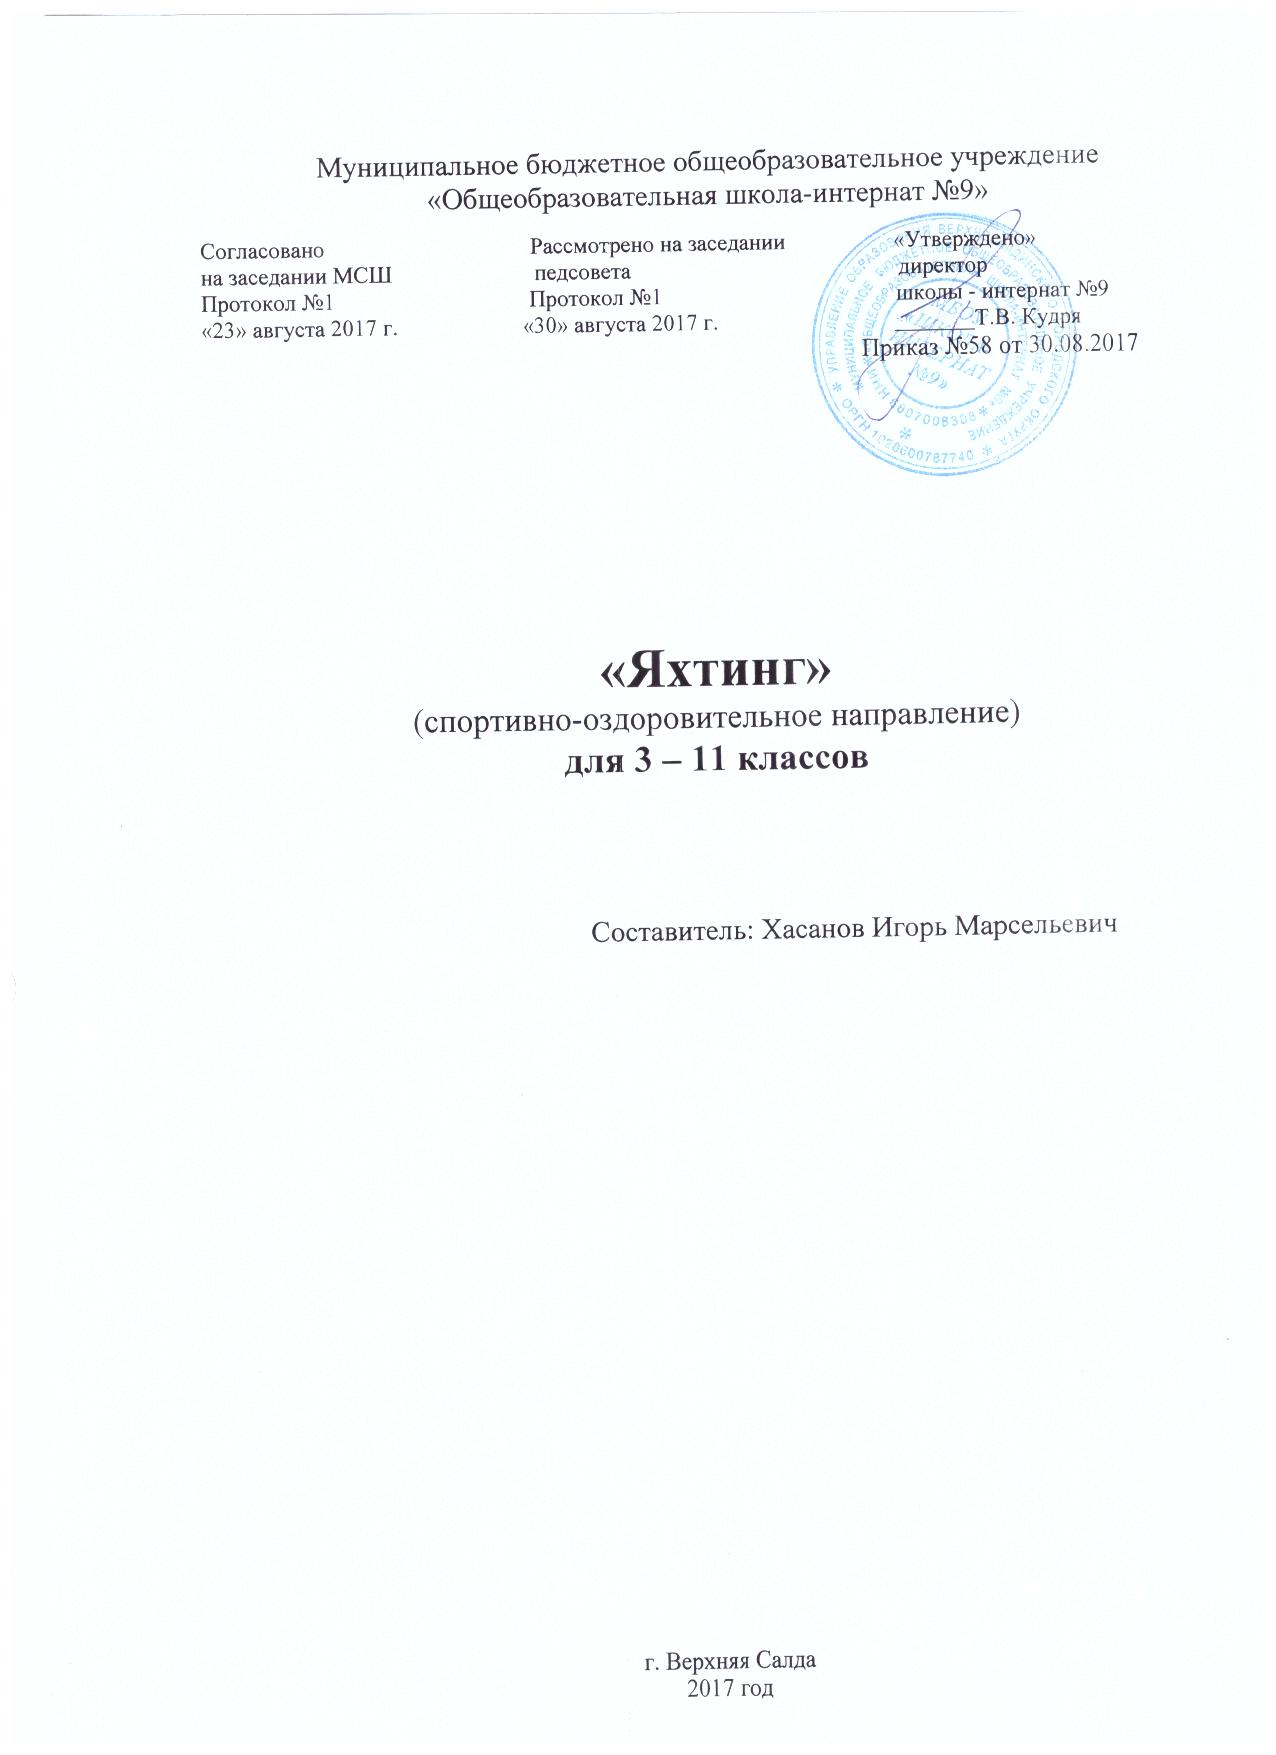 Муниципальное бюджетное общеобразовательное учреждение
«Общеобразовательная школа-интернат №9»
Согласовано
на заседании МСШ
Протокол №1
«23» августа 2017 г.
Рассмотрено на заседании
педсовета
Протокол №1
«30» августа 2017 г.
«Утверждено»
директор
школы - интернат №9
Т.В. Кудря
Приказ №58 от 30.08.2017
«Яхтинг»
(спортивно-оздоровительное направление)
для 3 – 11 классов
Составитель: Хасанов Игорь Марсельевич
г. Верхняя Салда
2017 год